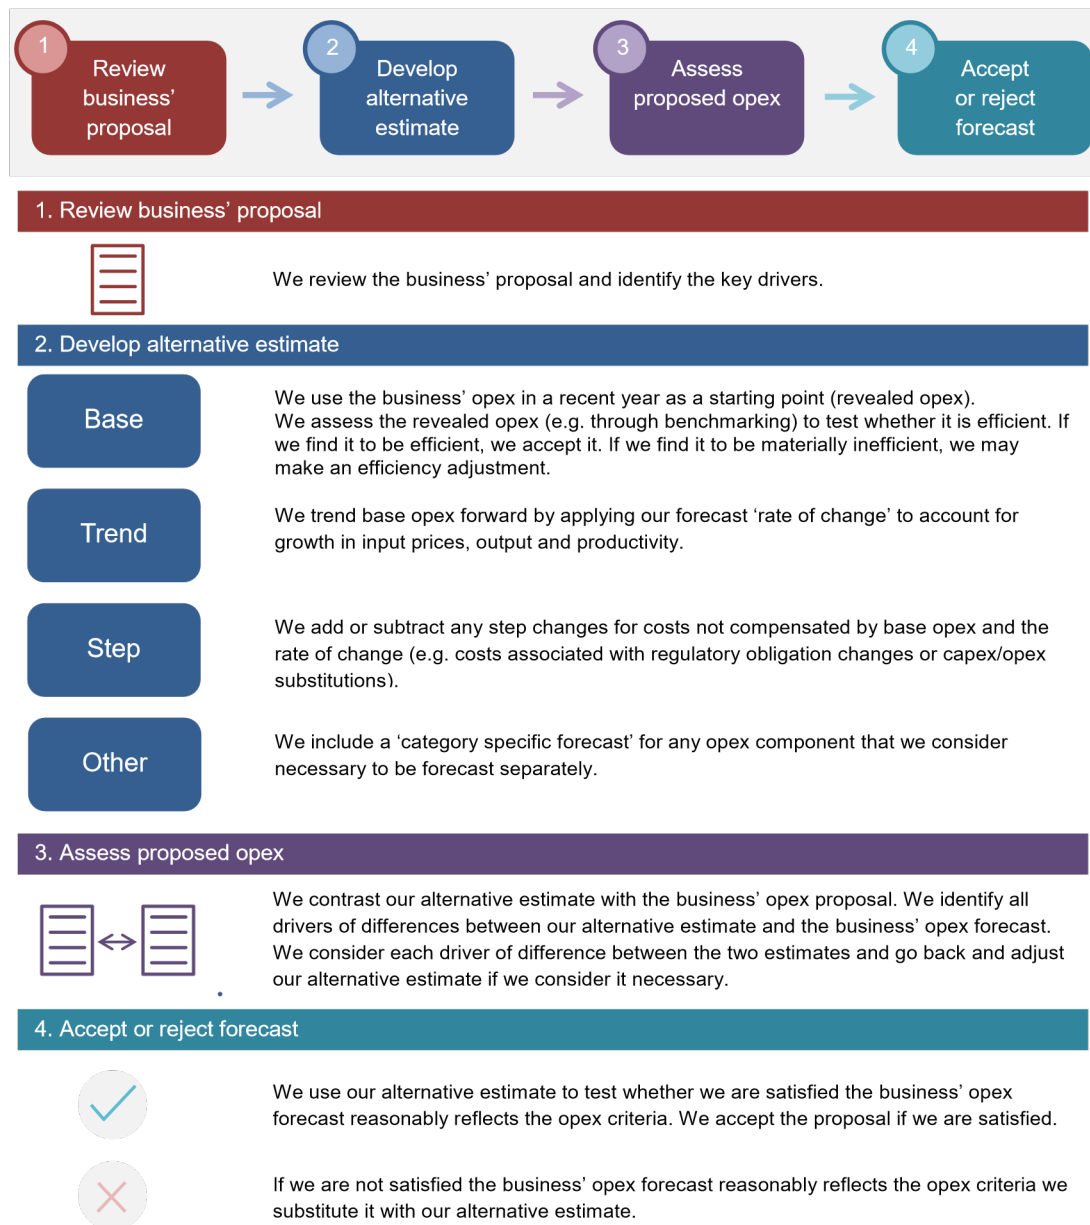 1
Review
business’
proposal
2
Develop
alternative
estimate
3
Assess
proposed opex
4
Accept
or reject
forecast
1. Review business’ proposal
We review the business’ proposal and identify the key drivers.
2. Develop alternative estimate
Base
We use the business’ opex in a recent year as a starting point (revealed opex).
We assess the revealed opex (e.g. through benchmarking) to test whether it is efficient. If
we find it to be efficient, we accept it. If we find it to be materially inefficient, we may
make an efficiency adjustment.
Trend
We trend base opex forward by applying our forecast ‘rate of change’ to account for
growth in input prices, output and productivity.
Step
We add or subtract any step changes for costs not compensated by base opex and the
rate of change (e.g. costs associated with regulatory obligation changes or capex/opex
substitutions).
Other
We include a ‘category specific forecast’ for any opex component that we consider
necessary to be forecast separately.
3. Assess proposed opex
We contrast our alternative estimate with the business’ opex proposal. We identify all
drivers of differences between our alternative estimate and the business’ opex forecast.
We consider each driver of difference between the two estimates and go back and adjust
our alternative estimate if we consider it necessary.
4. Accept or reject forecast
We use our alternative estimate to test whether we are satisfied the business’ opex
forecast reasonably reflects the opex criteria. We accept the proposal if we are satisfied.
If we are not satisfied the business’ opex forecast reasonably reflects the opex criteria we
substitute it with our alternative estimate.